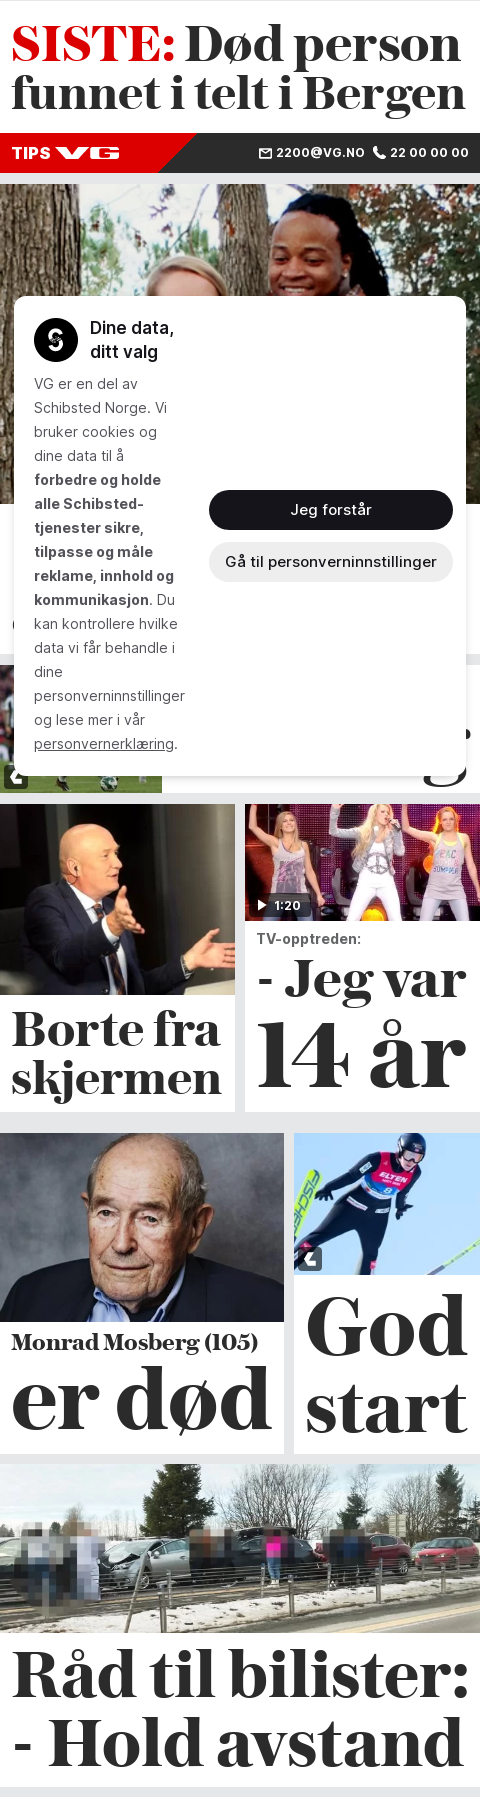 SISTE: Død person
funnet i telt i Bergen
TIPS VG
2200@VG.NO 22 00 00 00
Dine data,
ditt valg
VG er en del av
Schibsted Norge. Vi
bruker cookies og
dine data til å
forbedre og holde
alle Schibsted-
tjenester sikre,
tilpasse og måle
reklame, innhold og
kommunikasjon. Du
kan kontrollere hvilke
data vi får behandle i
dine
personverninnstillinger
og lese mer i vår
personvernerklæring.
Jeg forstår
Gå til personverninnstillinger
Borte fra
skjermen
1:20
TV-opptreden:
- Jeg var
14 år
Monrad Mosberg (105)
er død
ELTEN
8
God
start
Råd til bilister:
- Hold avstand